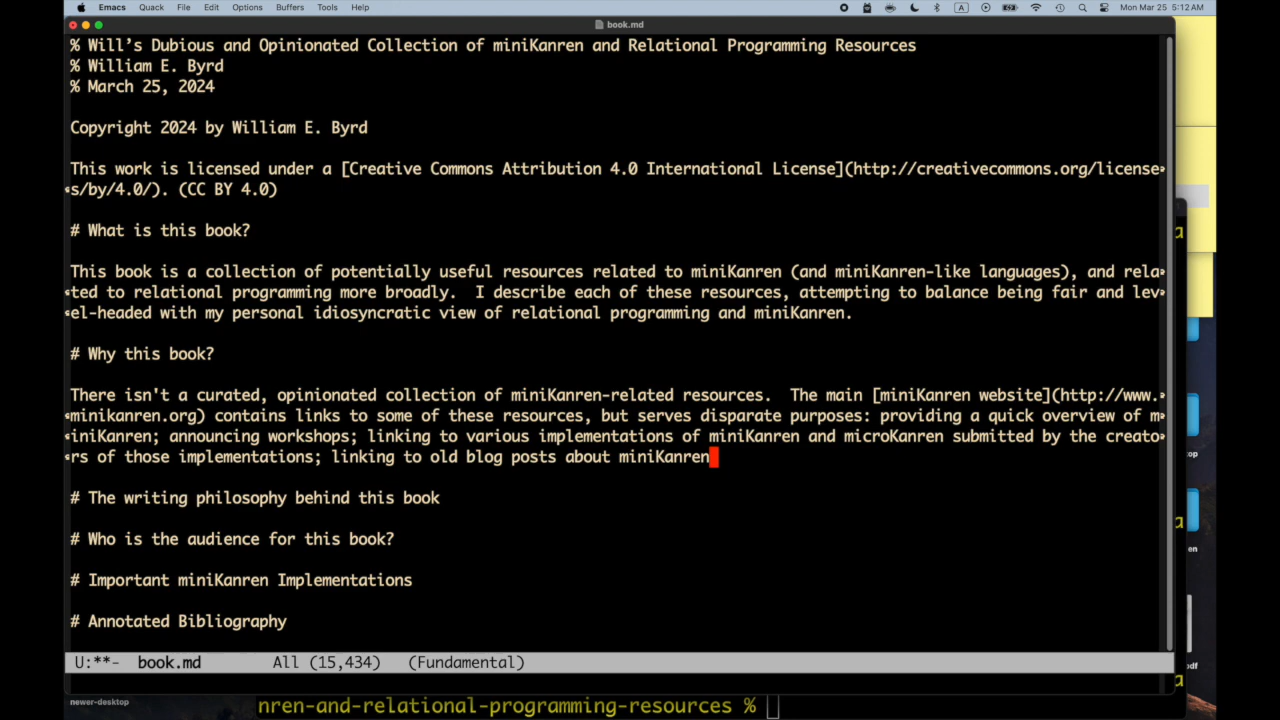 Emacs Quack File Edit Options Buffers Tools Help A Mon Mar 25 5:12 AM
book.md
% Will’s Dubious and Opinionated Collection of miniKanren and Relational Programming Resources
% William E. Byrd
% March 25, 2024
Copyright 2024 by William E. Byrd
This work is licensed under a [Creative Commons Attribution 4.0 International License](http://creativecommons.org/license
s/by/4.0/). (CC BY 4.0)
# What is this book?
This book is a collection of potentially useful resources related to miniKanren (and miniKanren-like languages), and rela
ted to relational programming more broadly.  I describe each of these resources, attempting to balance being fair and lev
el-headed with my personal idiosyncratic view of relational programming and miniKanren.
# Why this book?
There isn't a curated, opinionated collection of miniKanren-related resources.  The main [miniKanren website](http://www.
minikanren.org) contains links to some of these resources, but serves disparate purposes: providing a quick overview of m
iniKanren; announcing workshops; linking to various implementations of miniKanren and microKanren submitted by the creato
rs of those implementations; linking to old blog posts about miniKanren
# The writing philosophy behind this book
# Who is the audience for this book?
# Important miniKanren Implementations
# Annotated Bibliography
U:**-  book.md All (15,434) (Fundamental)
newer-desktop
nren-and-relational-programming-resources %